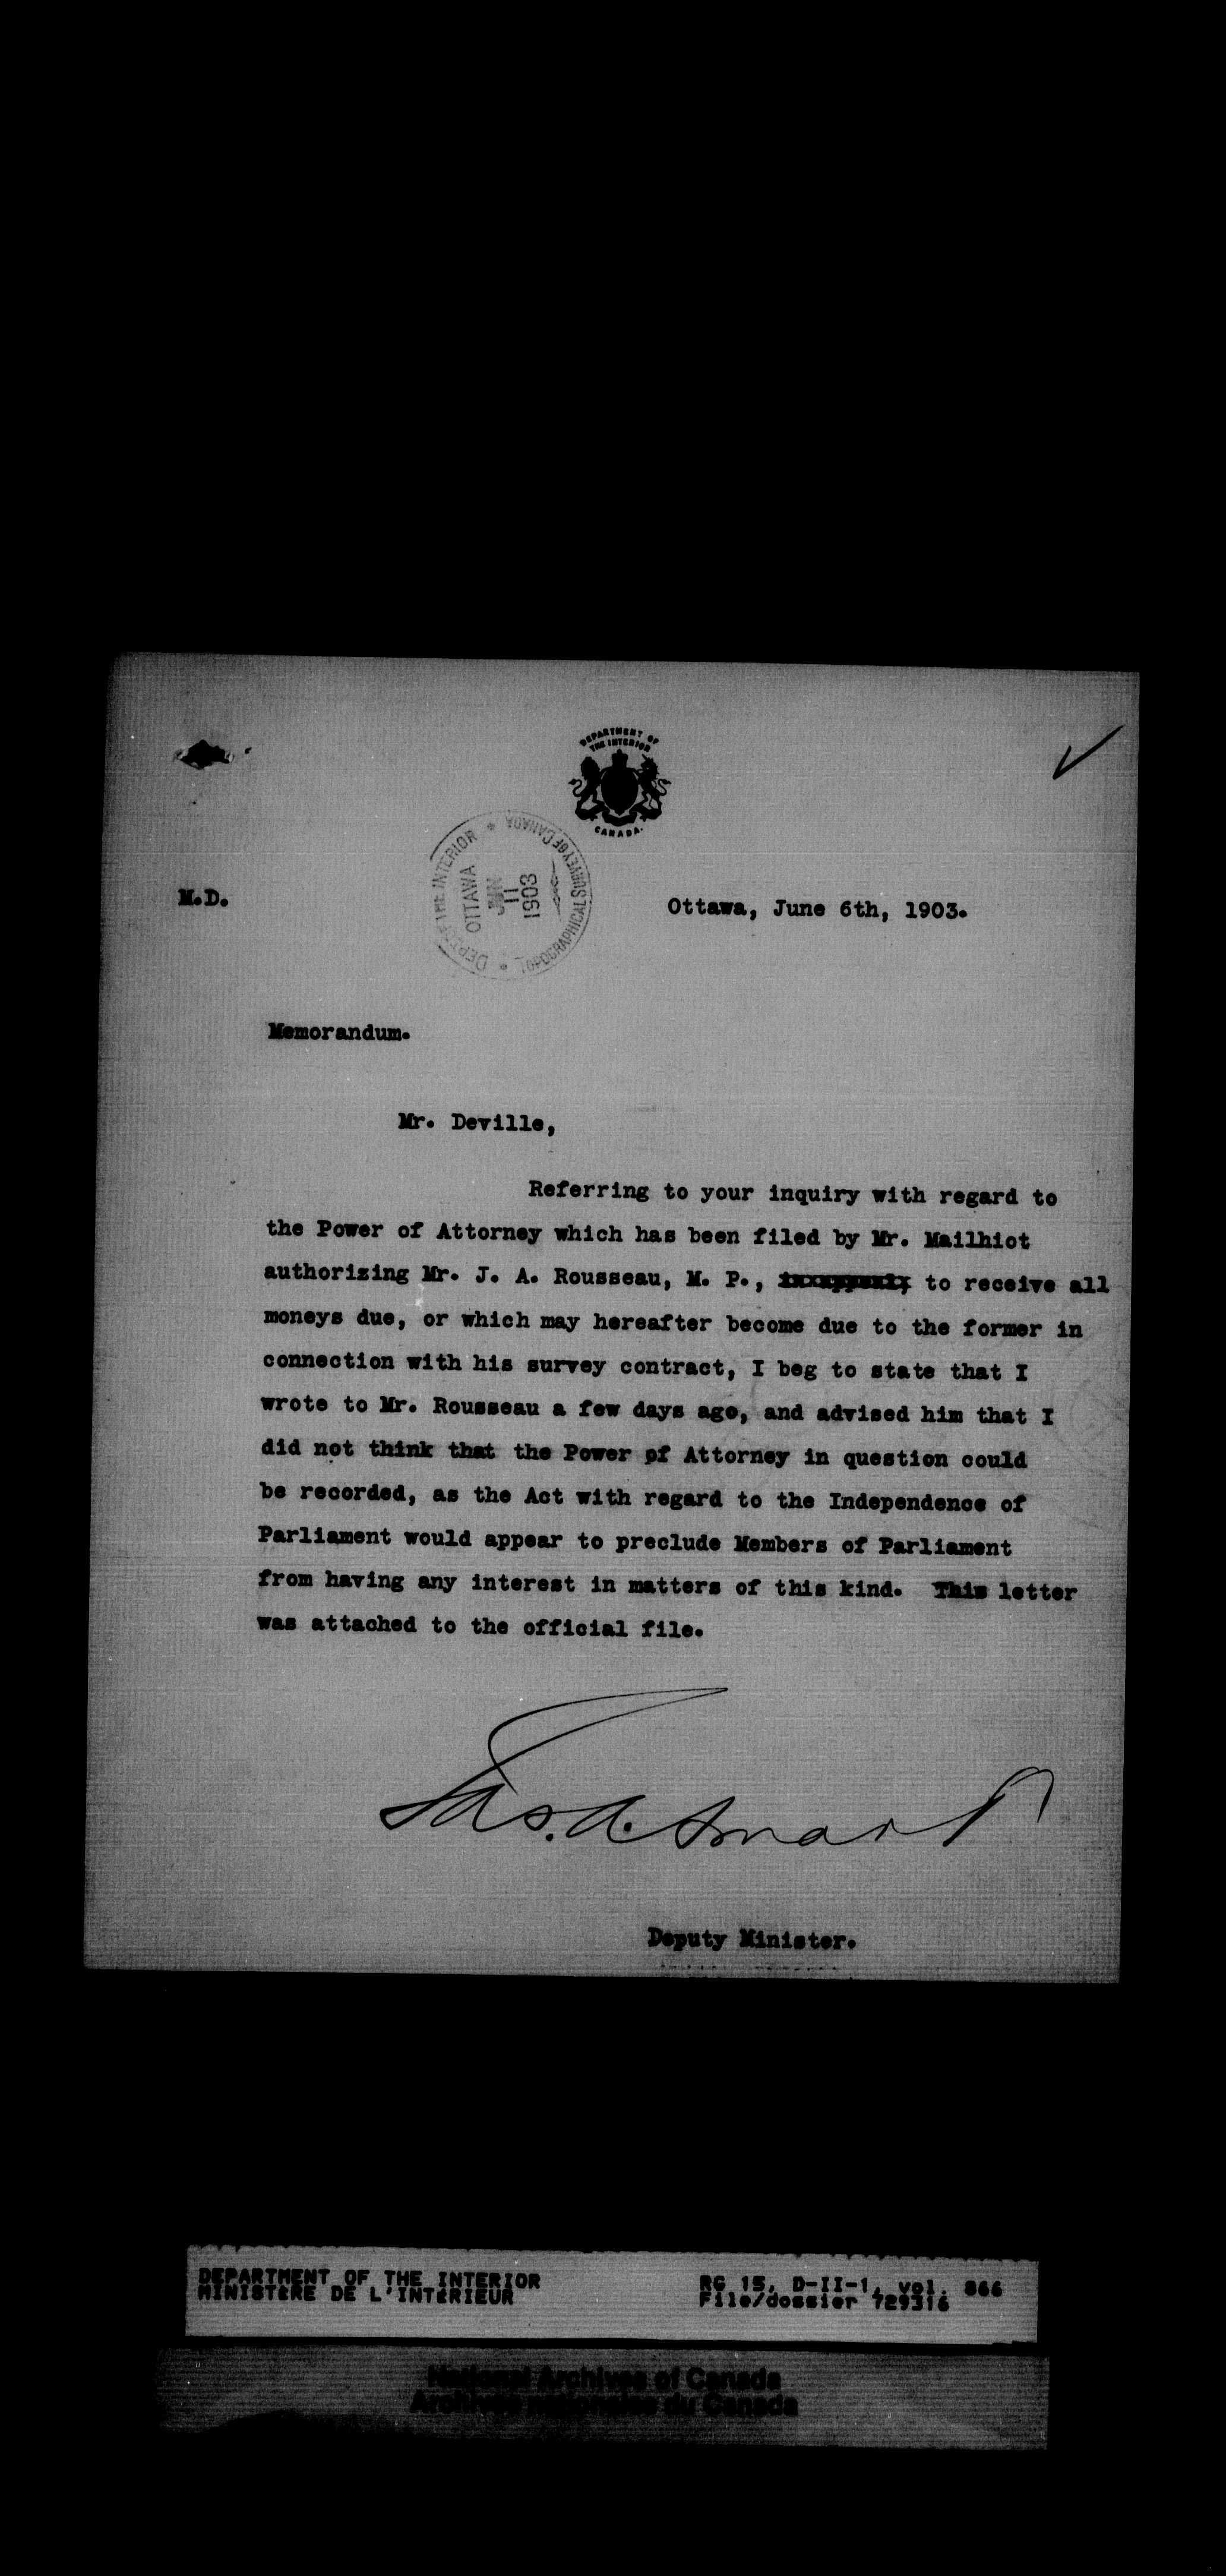 DEPARTMENT OF
THE INTERIOR
CANADA.
DEPT. OF THE INTERIOR * TOPOGRAPHICAL SURVEY OF CANADA *
OTTAWA
JUN
11
1903
M.D.
Ottawa, June 6th, 1903.
Memorandum.
Mr. Deville,
Referring to your inquiry with regard to
the Power of Attorney which has been filed by Mr. Mailhiot
authorizing Mr. J. A. Rousseau, M. P., to receive all
moneys due, or which may hereafter become due to the former in
connection with his survey contract, I beg to state that I
wrote to Mr. Rousseau a few days ago, and advised him that I
did not think that the Power of Attorney in question could
be recorded, as the Act with regard to the Independence of
Parliament would appear to preclude Members of Parliament
from having any interest in matters of this kind. This letter
was attached to the official file.
Jas. A. Smart
Deputy Minister.
DEPARTMENT OF THE INTERIOR
MINISTÈRE DE L'INTÉRIEUR
RG 15, D-II-1, vol. 866
File/dossier 729316
National Archives of Canada
Archives nationales du Canada